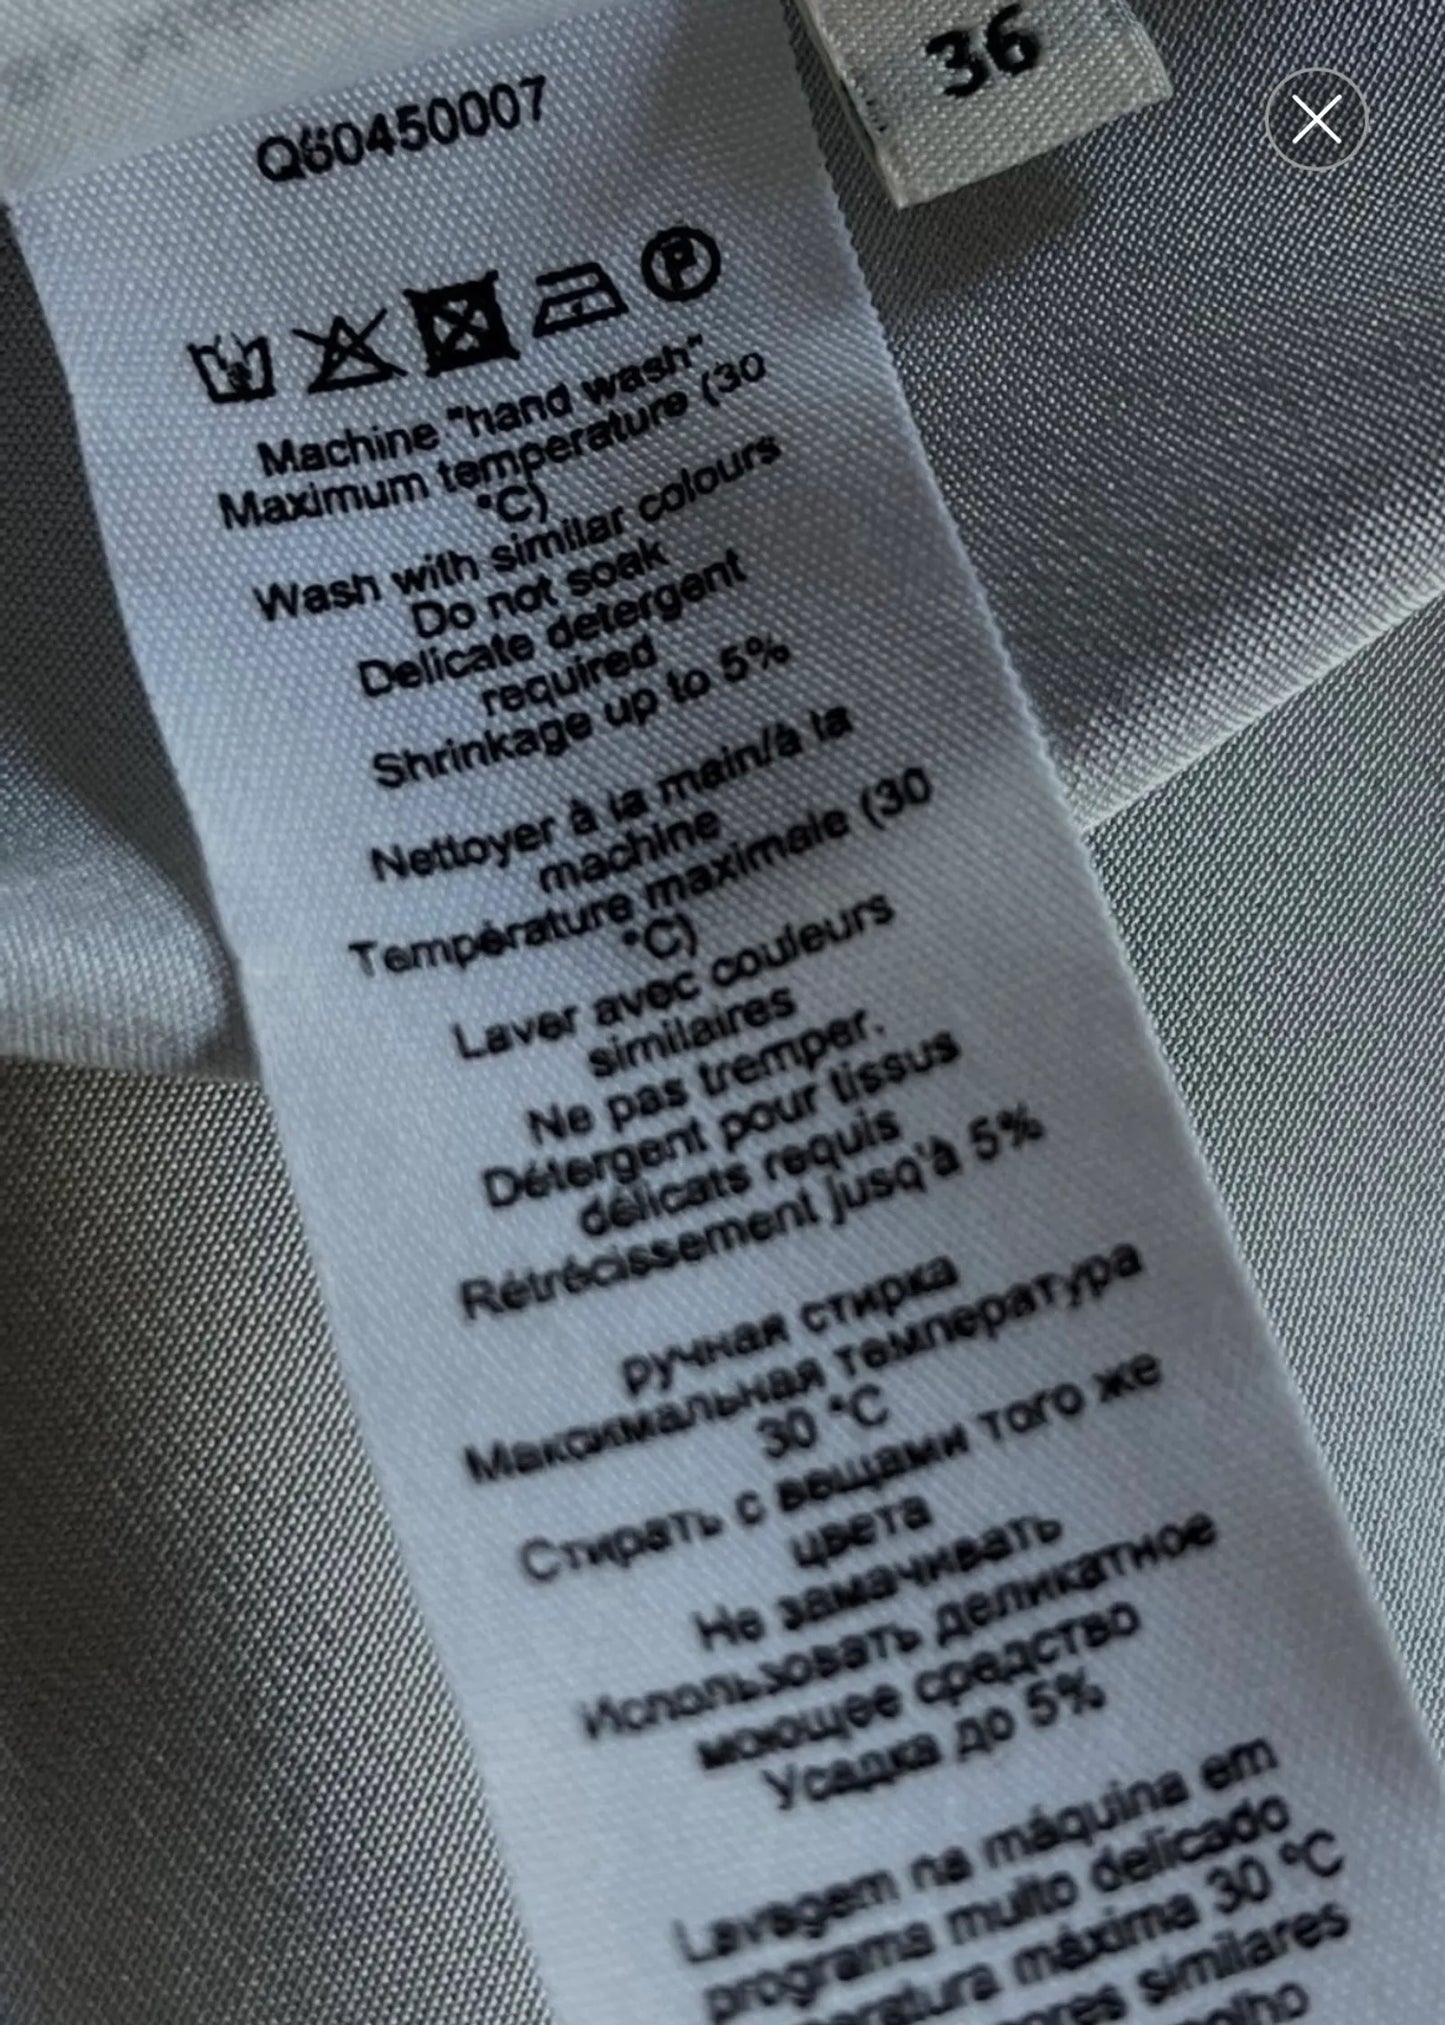 36
Q60450007
P
Machine "hand wash"
Maximum temperature (30
°C)
Wash with similar colours
Do not soak
Delicate detergent
required
Shrinkage up to 5%
Nettoyer à la main/à la
machine
Température maximale (30
°C)
Laver avec couleurs
similaires
Ne pas tremper.
Détergent pour tissus
délicats requis
Rétrécissement jusq'à 5%
ручная стирка
Максимальная температура
30 °C
Стирать с вещами того же
цвета
Не замачивать
Использовать деликатное
моющее средство
Усадка до 5%
Lavagem na máquina em
programa muito delicado
máxima 30 °C
similares